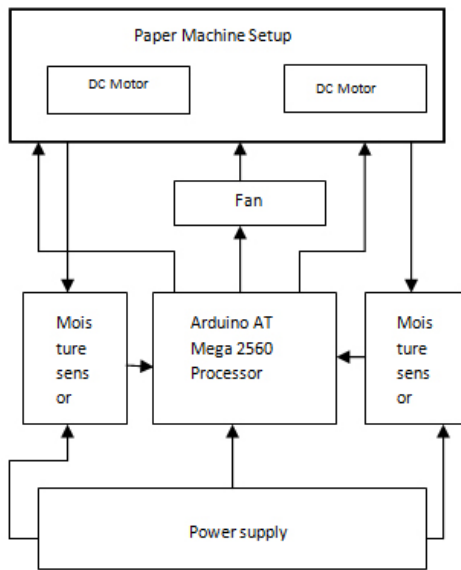 Paper Machine Setup
DC Motor
DC Motor
Fan
Mois
ture
sens
or
Arduino AT
Mega 2560
Processor
Mois
ture
sens
or
Power supply